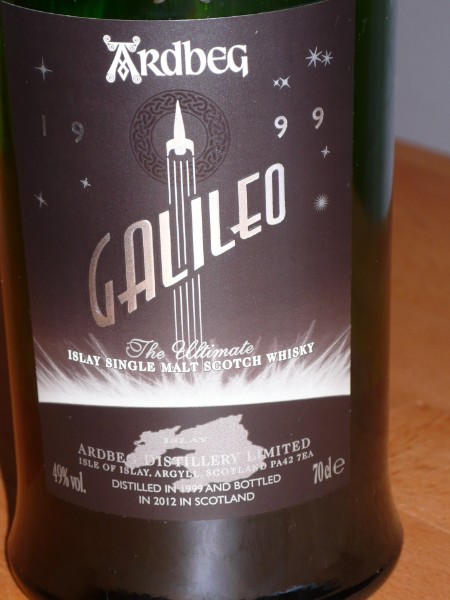 ARDBEG
1 9 9 9
GALILEO
The Ultimate
ISLAY SINGLE MALT SCOTCH WHISKY
ISLAY
ARDBEG DISTILLERY LIMITED
ISLE OF ISLAY, ARGYLL, SCOTLAND PA42 7EA
49% vol.
70cl e
DISTILLED IN 1999 AND BOTTLED
IN 2012 IN SCOTLAND